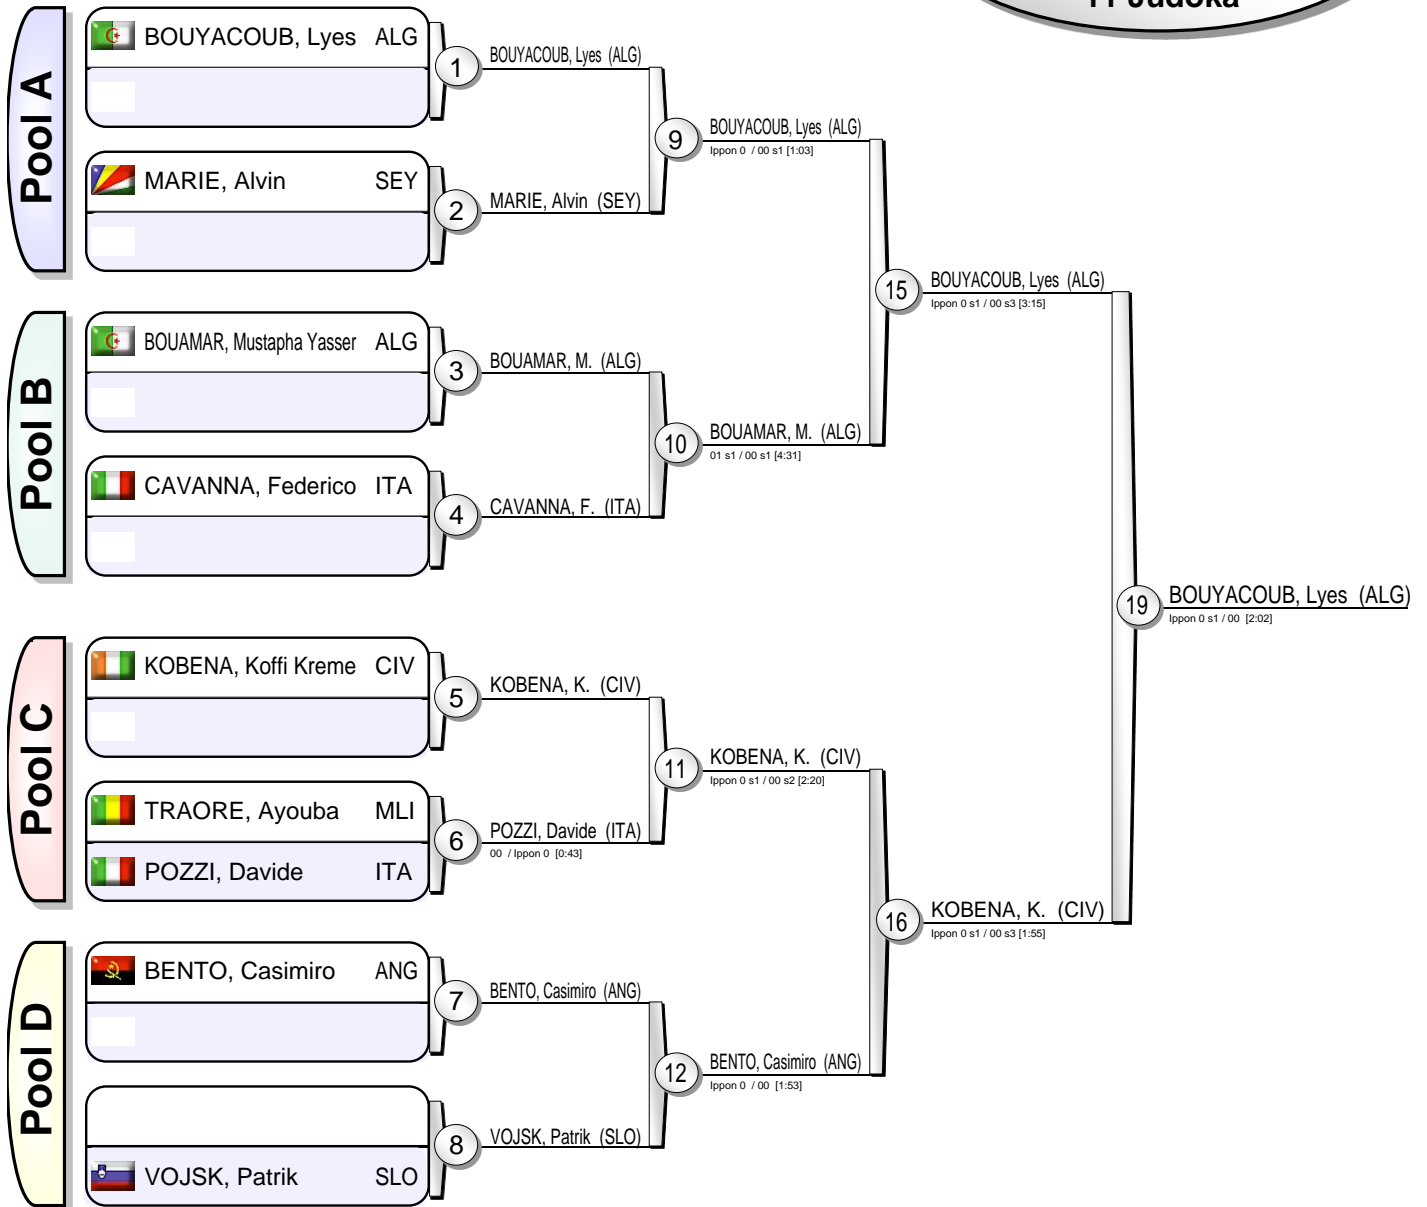 11 Judoka
Pool A
BOUYACOUB, Lyes ALG
1
BOUYACOUB, Lyes (ALG)
MARIE, Alvin SEY
2
MARIE, Alvin (SEY)
9
BOUYACOUB, Lyes (ALG)
Ippon 0 / 00 s1 [1:03]
Pool B
BOUAMAR, Mustapha Yasser ALG
3
BOUAMAR, M. (ALG)
CAVANNA, Federico ITA
4
CAVANNA, F. (ITA)
10
BOUAMAR, M. (ALG)
01 s1 / 00 s1 [4:31]
15
BOUYACOUB, Lyes (ALG)
Ippon 0 s1 / 00 s3 [3:15]
Pool C
KOBENA, Koffi Kreme CIV
5
KOBENA, K. (CIV)
TRAORE, Ayouba MLI
POZZI, Davide ITA
6
POZZI, Davide (ITA)
00 / Ippon 0 [0:43]
11
KOBENA, K. (CIV)
Ippon 0 s1 / 00 s2 [2:20]
Pool D
BENTO, Casimiro ANG
7
BENTO, Casimiro (ANG)
VOJSK, Patrik SLO
8
VOJSK, Patrik (SLO)
12
BENTO, Casimiro (ANG)
Ippon 0 / 00 [1:53]
16
KOBENA, K. (CIV)
Ippon 0 s1 / 00 s3 [1:55]
19
BOUYACOUB, Lyes (ALG)
Ippon 0 s1 / 00 [2:02]